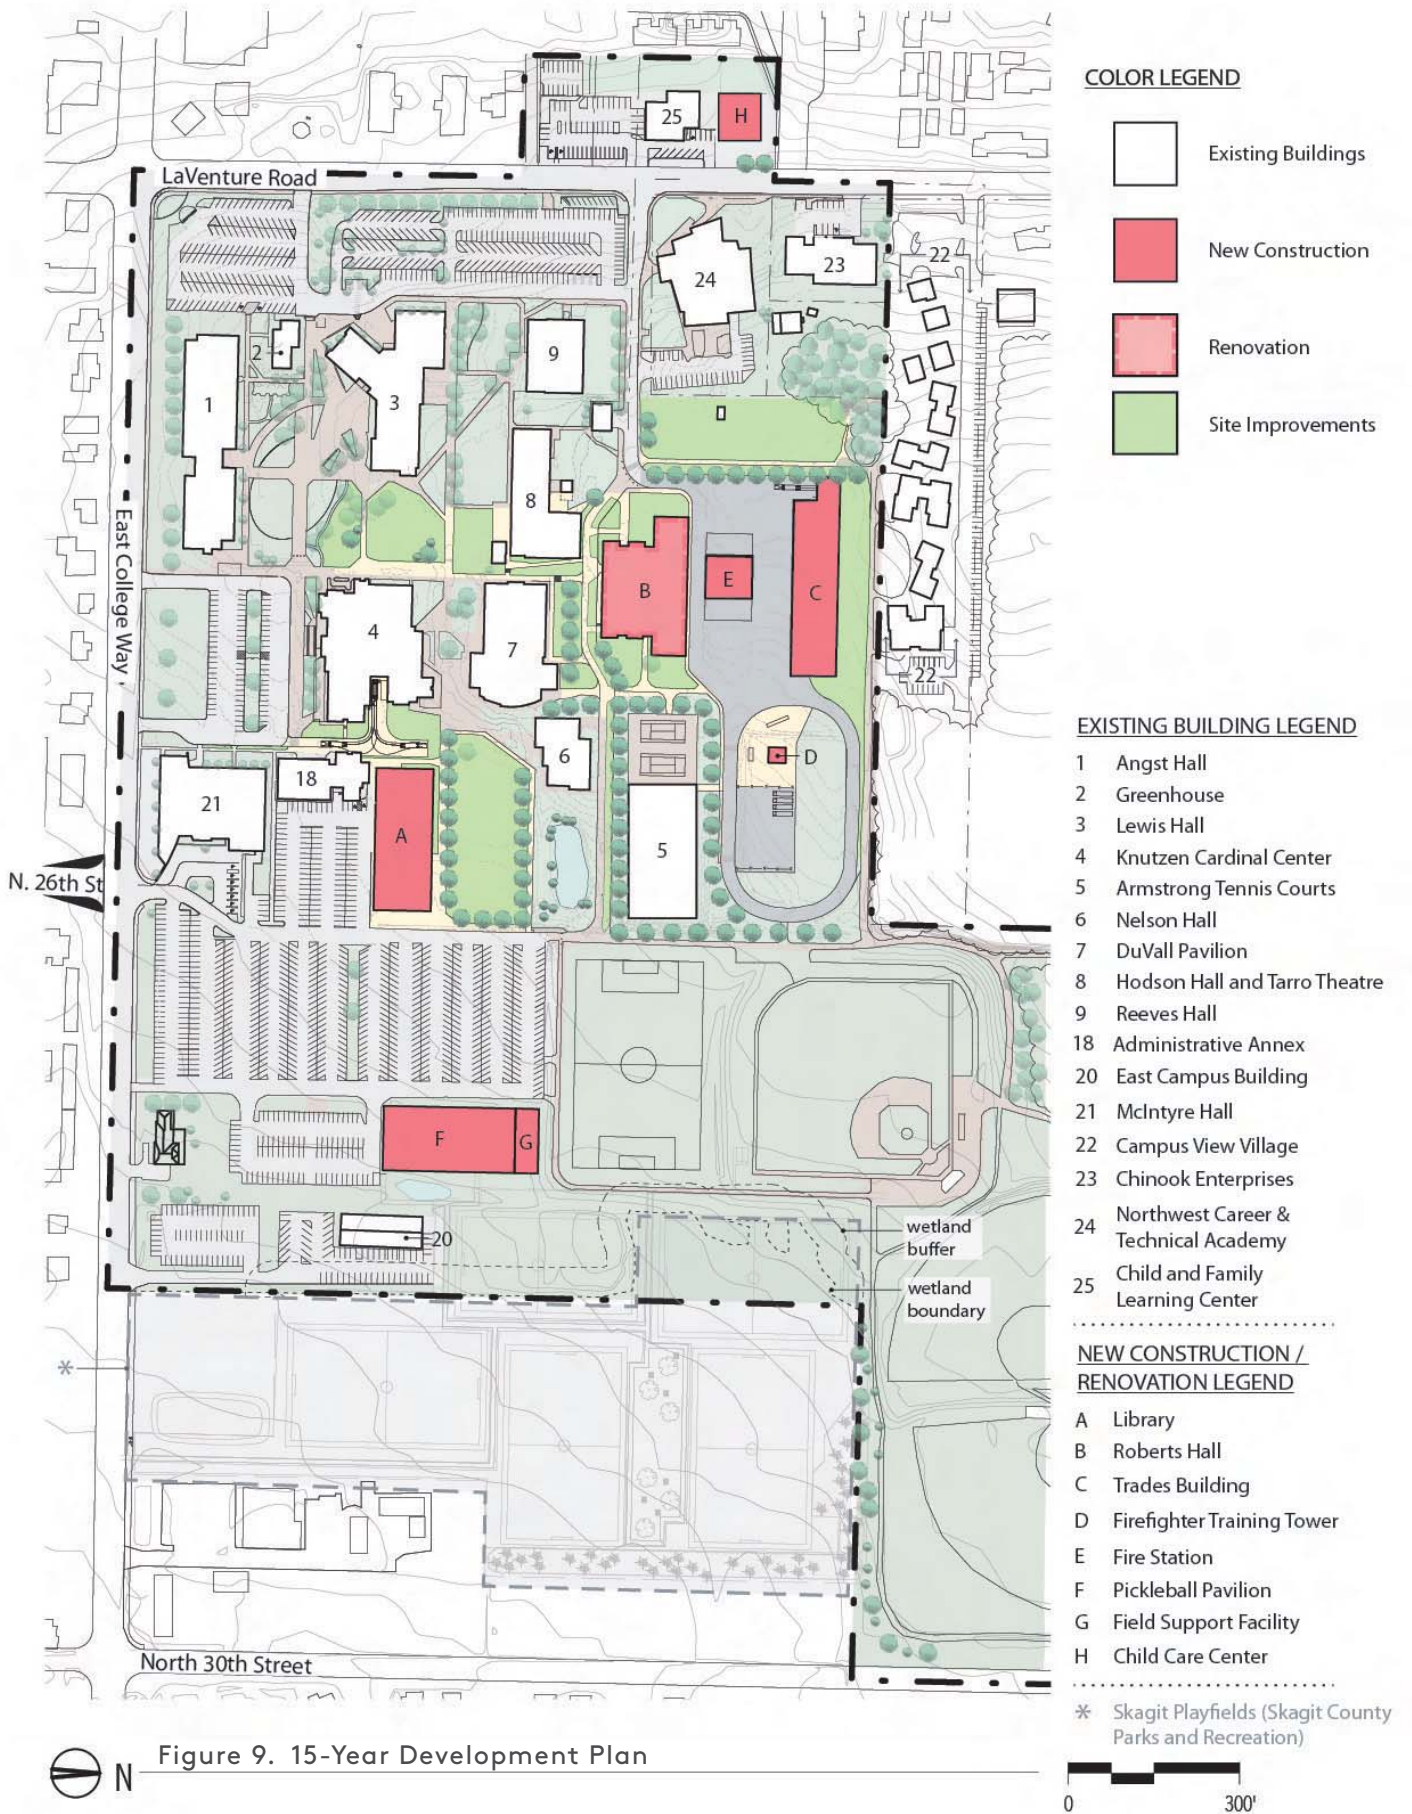 25
H
LaVenture Road
22
24
23
2
9
1
3
8
East College Way
B
E
C
4
7
22
6
D
18
21
A
5
N. 26th St
F
G
20
wetland
buffer
wetland
boundary
*
North 30th Street
COLOR LEGEND
Existing Buildings
New Construction
Renovation
Site Improvements
EXISTING BUILDING LEGEND
1 Angst Hall
2 Greenhouse
3 Lewis Hall
4 Knutzen Cardinal Center
5 Armstrong Tennis Courts
6 Nelson Hall
7 DuVall Pavilion
8 Hodson Hall and Tarro Theatre
9 Reeves Hall
18 Administrative Annex
20 East Campus Building
21 McIntyre Hall
22 Campus View Village
23 Chinook Enterprises
24 Northwest Career &
Technical Academy
25 Child and Family
Learning Center
NEW CONSTRUCTION /
RENOVATION LEGEND
A Library
B Roberts Hall
C Trades Building
D Firefighter Training Tower
E Fire Station
F Pickleball Pavilion
G Field Support Facility
H Child Care Center
* Skagit Playfields (Skagit County
Parks and Recreation)
0 300'
N
Figure 9. 15-Year Development Plan